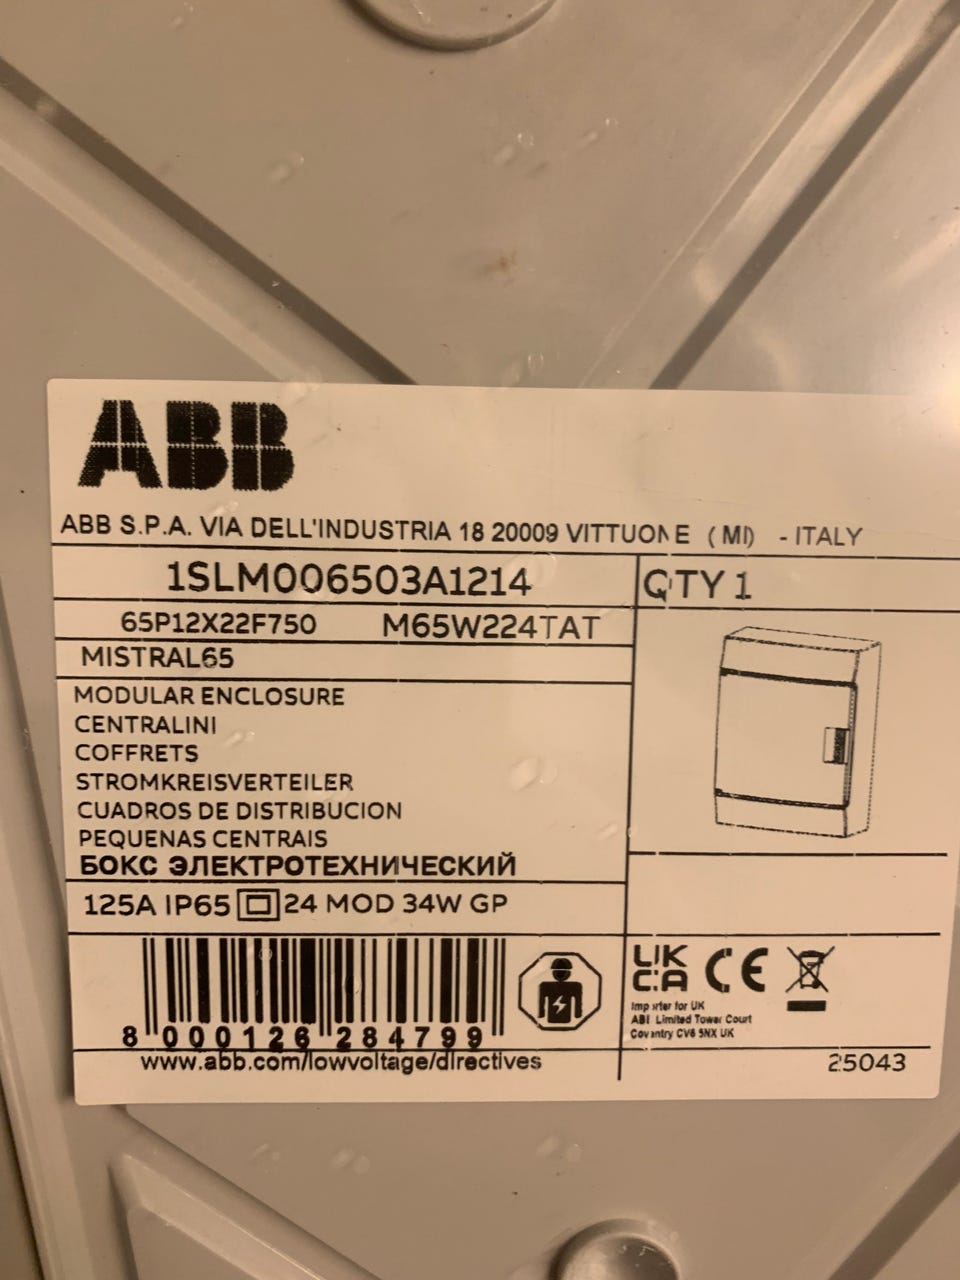 ABB
ABB S.P.A. VIA DELL'INDUSTRIA 18 20009 VITTUONE (MI) - ITALY
1SLM006503A1214
QTY 1
65P12X22F750 M65W224TAT
MISTRAL65
MODULAR ENCLOSURE
CENTRALINI
COFFRETS
STROMKREISVERTEILER
CUADROS DE DISTRIBUCION
PEQUENAS CENTRAIS
БОКС ЭЛЕКТРОТЕХНИЧЕСКИЙ
125A IP65 24 MOD 34W GP
8 000126 284799
UK
CA CE
Importer for UK
ABB Limited Tower Court
Coventry CV6 5NX UK
www.abb.com/lowvoltage/directives
25043